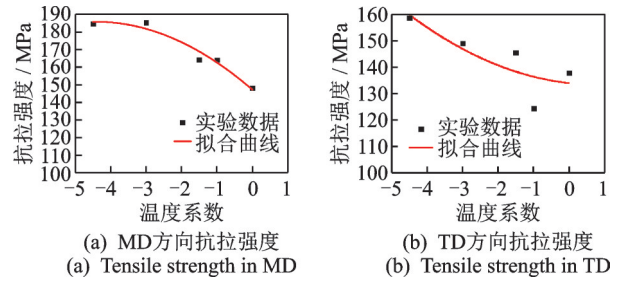 190
180
170
160
150
140
130
120
110
100
抗拉强度 / MPa
实验数据
拟合曲线
−5 −4 −3 −2 −1 0 1
温度系数
(a) MD方向抗拉强度
(a) Tensile strength in MD
160
150
140
130
120
110
100
抗拉强度 / MPa
实验数据
拟合曲线
−5 −4 −3 −2 −1 0 1
温度系数
(b) TD方向抗拉强度
(b) Tensile strength in TD